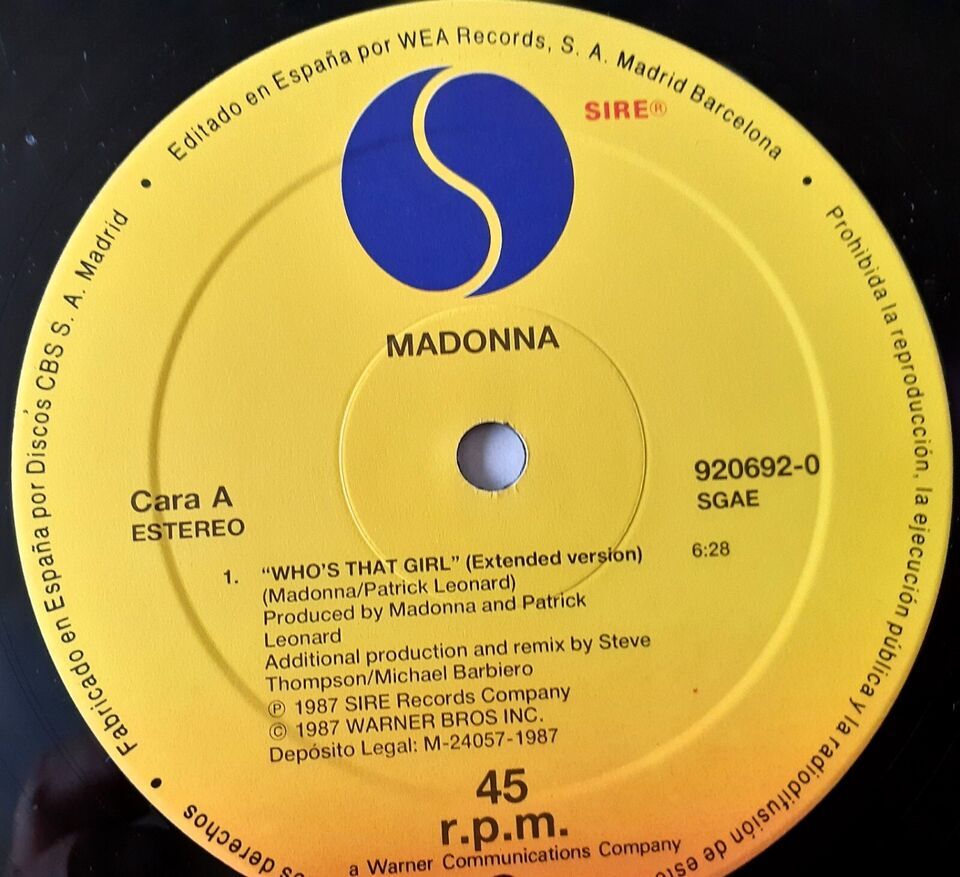 Editado en España por WEA Records, S. A. Madrid Barcelona
SIRE®
Prohibida la reproducción, la ejecución pública y la radiodifusión de
Fabricado en España por Discos CBS S. A. Madrid
MADONNA
Cara A
ESTEREO
920692-0
SGAE
1. "WHO'S THAT GIRL" (Extended version) 6:28
(Madonna/Patrick Leonard)
Produced by Madonna and Patrick
Leonard
Additional production and remix by Steve
Thompson/Michael Barbiero
℗ 1987 SIRE Records Company
© 1987 WARNER BROS INC.
Depósito Legal: M-24057-1987
45
r.p.m.
a Warner Communications Company
derechos